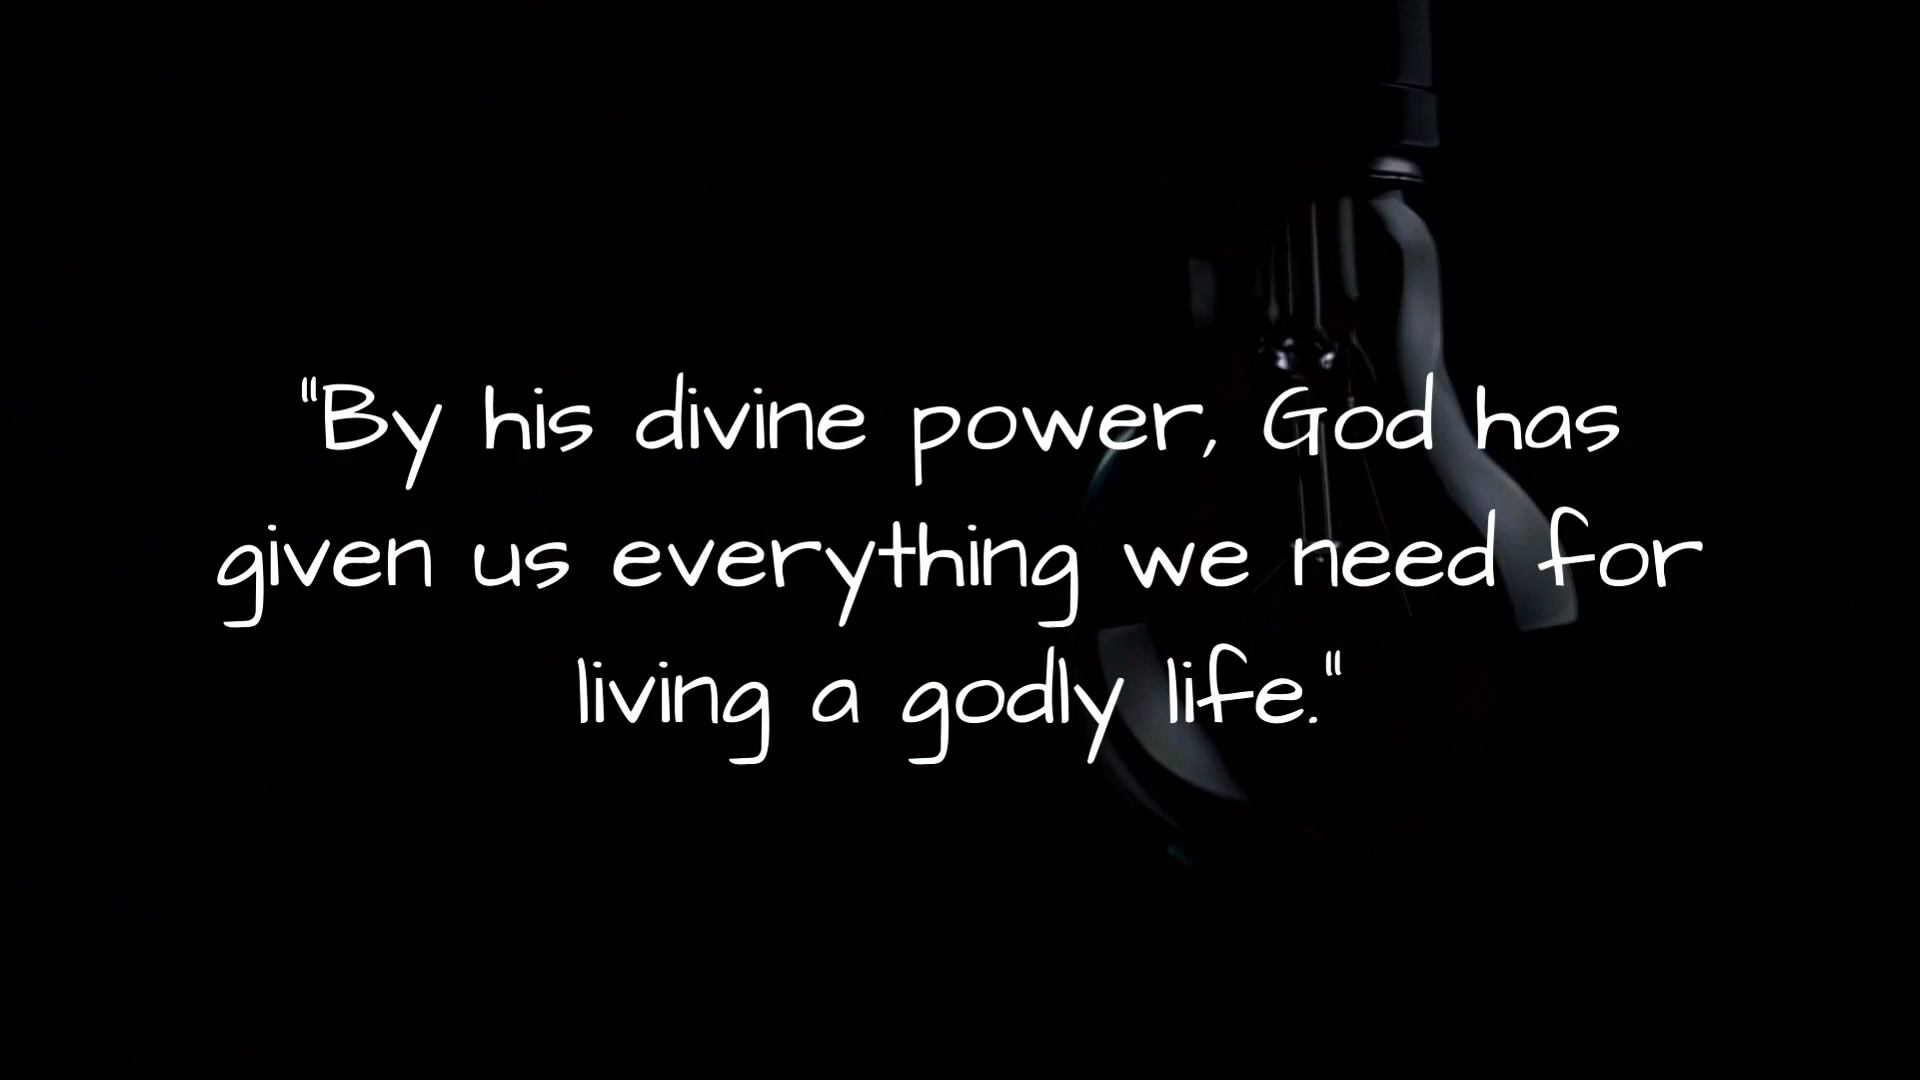 "By his divine power, God has
given us everything we need for
living a godly life."